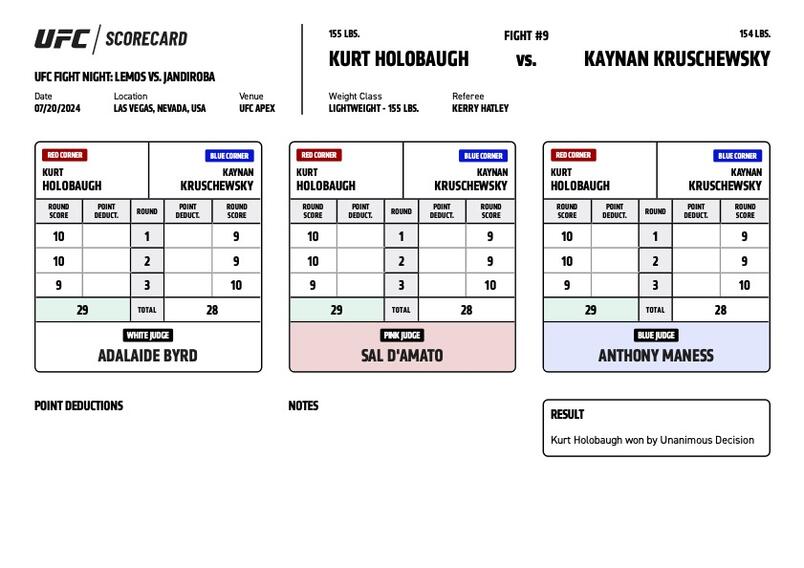 UFC / SCORECARD
UFC FIGHT NIGHT: LEMOS VS. JANDIROBA
Date Location Venue
07/20/2024 LAS VEGAS, NEVADA, USA UFC APEX
155 LBS. FIGHT #9 154 LBS.
KURT HOLOBAUGH vs. KAYNAN KRUSCHEWSKY
Weight Class Referee
LIGHTWEIGHT - 155 LBS. KERRY HATLEY
RED CORNER BLUE CORNER
KURT KAYNAN
HOLOBAUGH KRUSCHEWSKY
ROUND POINT ROUND POINT ROUND
SCORE DEDUCT. DEDUCT. SCORE
10 1 9
10 2 9
9 3 10
29 TOTAL 28
WHITE JUDGE
ADALAIDE BYRD
RED CORNER BLUE CORNER
KURT KAYNAN
HOLOBAUGH KRUSCHEWSKY
ROUND POINT ROUND POINT ROUND
SCORE DEDUCT. DEDUCT. SCORE
10 1 9
10 2 9
9 3 10
29 TOTAL 28
PINK JUDGE
SAL D'AMATO
RED CORNER BLUE CORNER
KURT KAYNAN
HOLOBAUGH KRUSCHEWSKY
ROUND POINT ROUND POINT ROUND
SCORE DEDUCT. DEDUCT. SCORE
10 1 9
10 2 9
9 3 10
29 TOTAL 28
BLUE JUDGE
ANTHONY MANESS
POINT DEDUCTIONS
NOTES
RESULT
Kurt Holobaugh won by Unanimous Decision